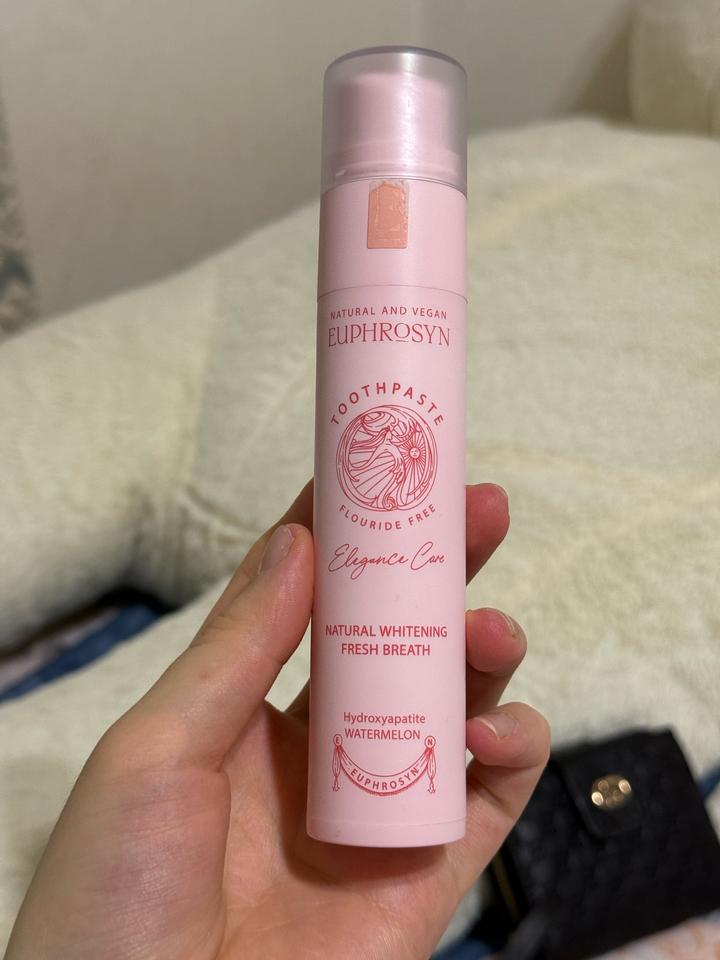 NATURAL AND VEGAN
EUPHROSYN
TOOTHPASTE
FLOURIDE FREE
Elegance Care
NATURAL WHITENING
FRESH BREATH
Hydroxyapatite
WATERMELON
E N
EUPHROSYN